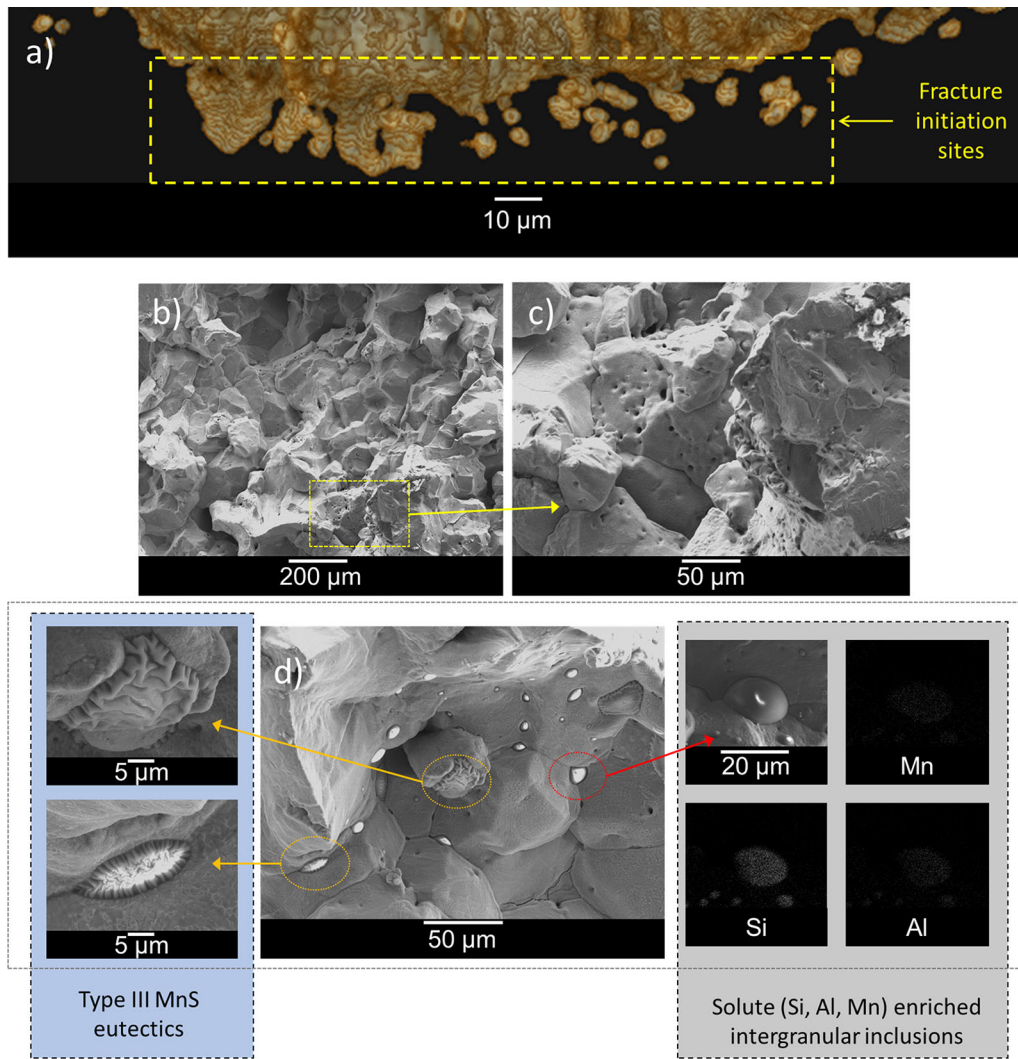 a)
Fracture
initiation
sites
10 µm
b)
c)
200 µm
50 µm
d)
5 µm
20 µm
Mn
5 µm
50 µm
Si
Al
Type III MnS
eutectics
Solute (Si, Al, Mn) enriched
intergranular inclusions